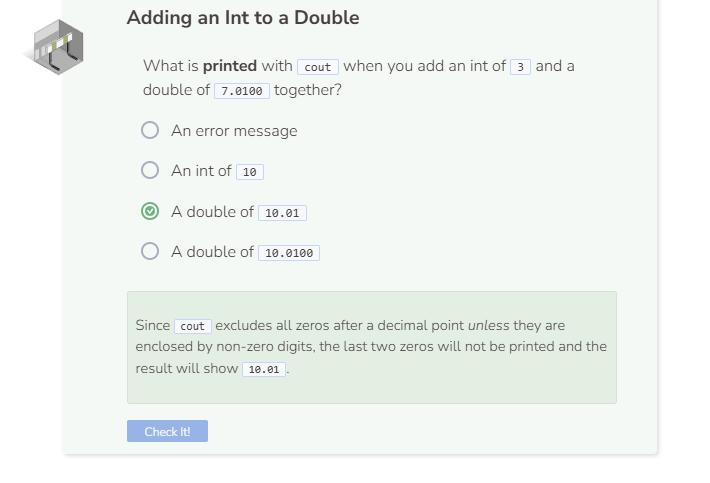 Adding an Int to a Double
What is printed with cout when you add an int of 3 and a
double of 7.0100 together?
An error message
An int of 10
A double of 10.01
A double of 10.0100
Since cout excludes all zeros after a decimal point unless they are
enclosed by non-zero digits, the last two zeros will not be printed and the
result will show 10.01.
Check It!